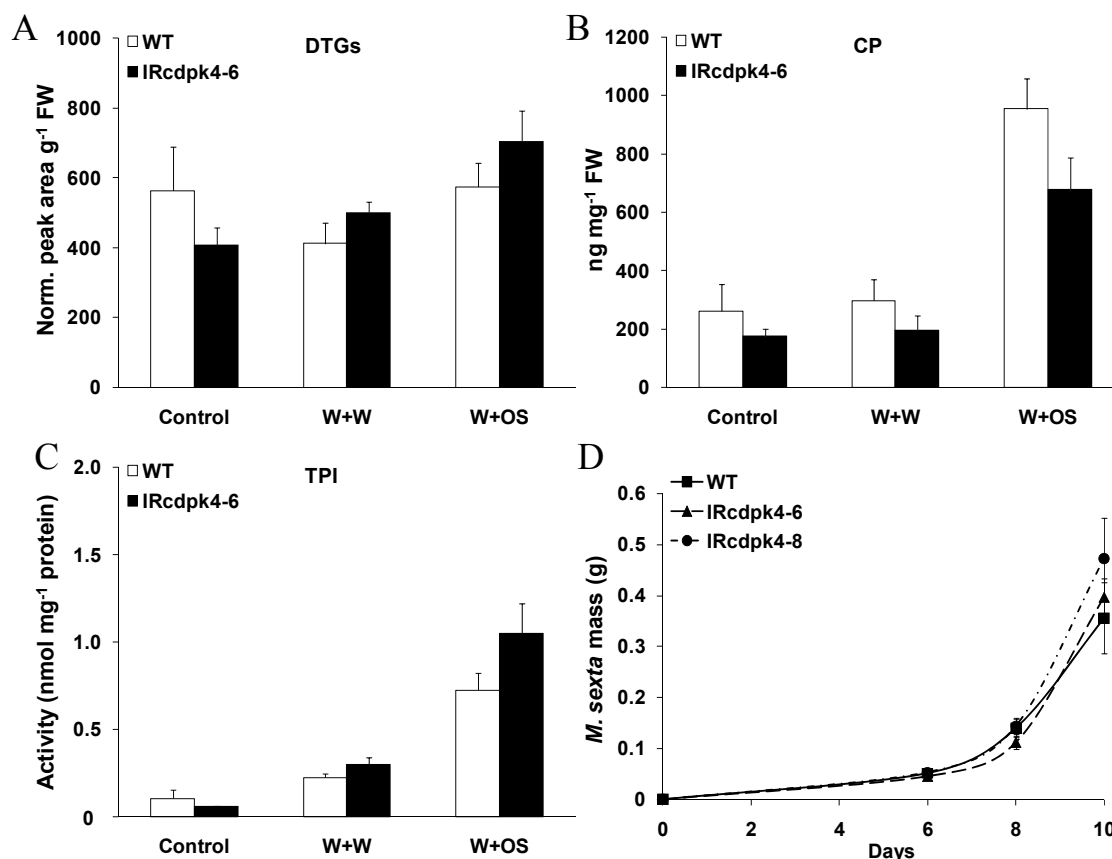 A
WT
IRcdpk4-6
DTGs
Norm. peak area g⁻¹ FW
1000
800
600
400
200
0
Control W+W W+OS
B
WT
IRcdpk4-6
CP
ng mg⁻¹ FW
1200
1000
800
600
400
200
0
Control W+W W+OS
C
WT
IRcdpk4-6
TPI
Activity (nmol mg⁻¹ protein)
2.0
1.5
1.0
0.5
0
Control W+W W+OS
D
WT
IRcdpk4-6
IRcdpk4-8
M. sexta mass (g)
0.6
0.5
0.4
0.3
0.2
0.1
0
0 2 4 6 8 10
Days